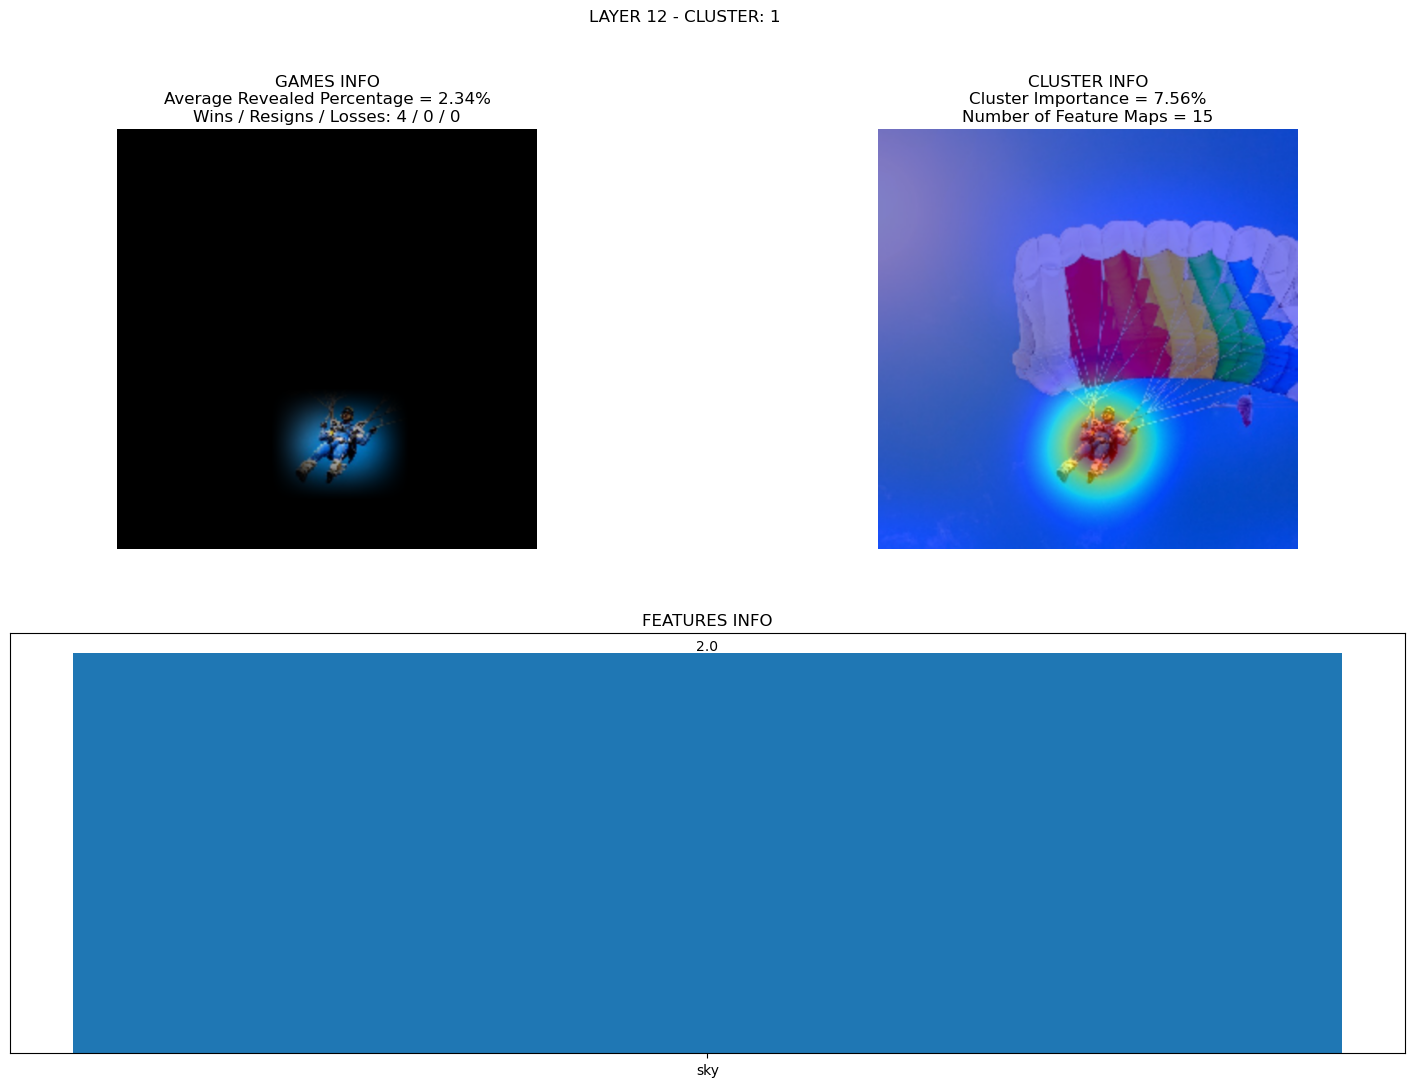 LAYER 12 - CLUSTER: 1
GAMES INFO
Average Revealed Percentage = 2.34%
Wins / Resigns / Losses: 4 / 0 / 0
CLUSTER INFO
Cluster Importance = 7.56%
Number of Feature Maps = 15
FEATURES INFO
2.0
sky